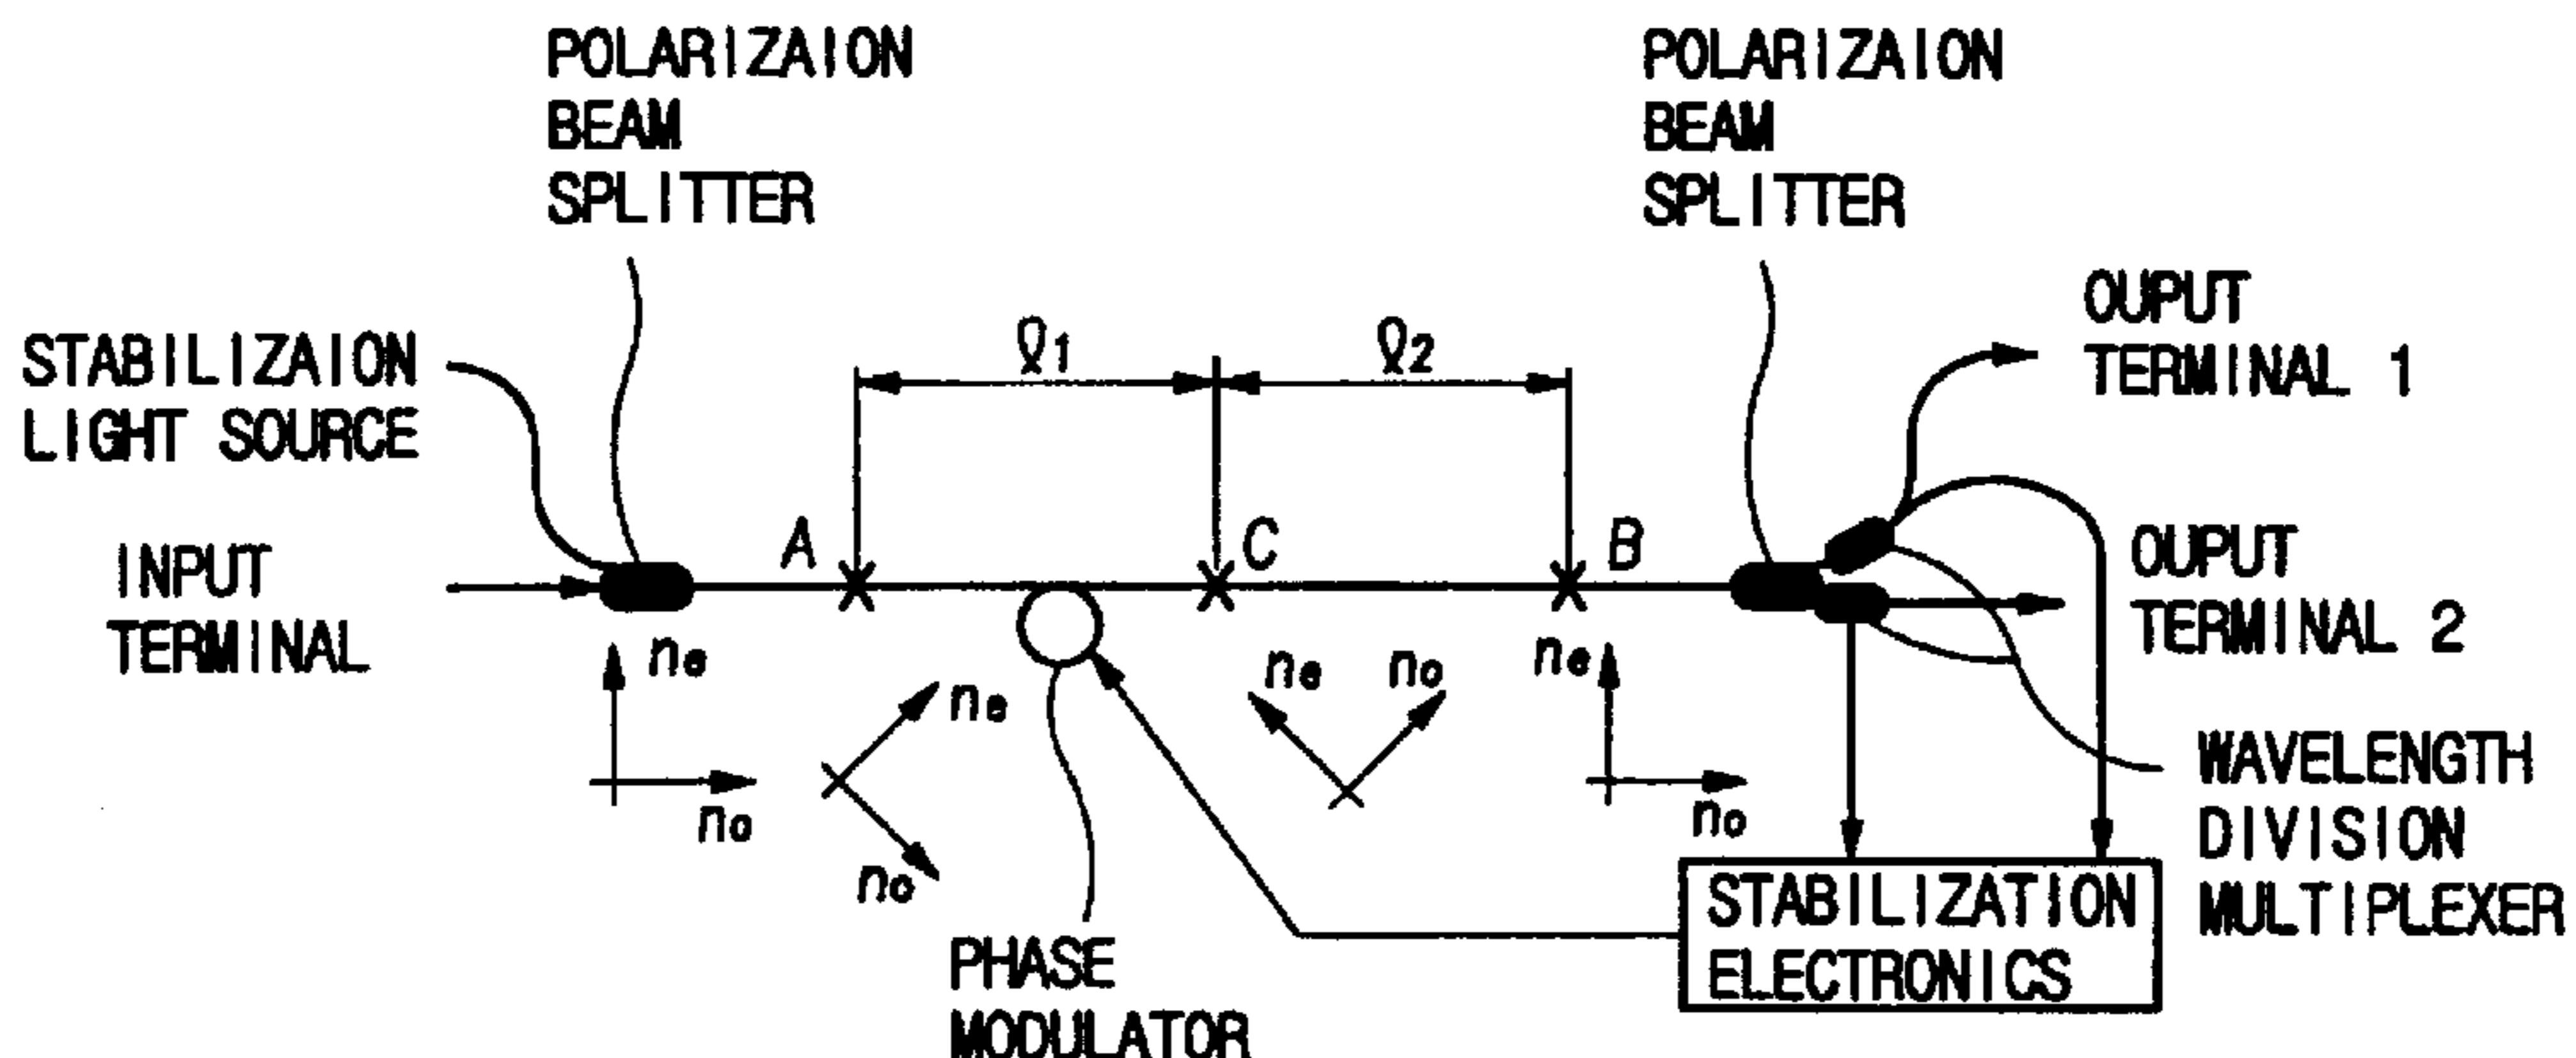 POLARIZAION
BEAM
SPLITTER
POLARIZAION
BEAM
SPLITTER
STABILIZAION
LIGHT SOURCE
ℓ1
ℓ2
OUPUT
TERMINAL 1
INPUT
TERMINAL
A
C
B
OUPUT
TERMINAL 2
ne
no
ne
no
ne
no
ne
no
PHASE
MODULATOR
STABILIZATION
ELECTRONICS
WAVELENGTH
DIVISION
MULTIPLEXER